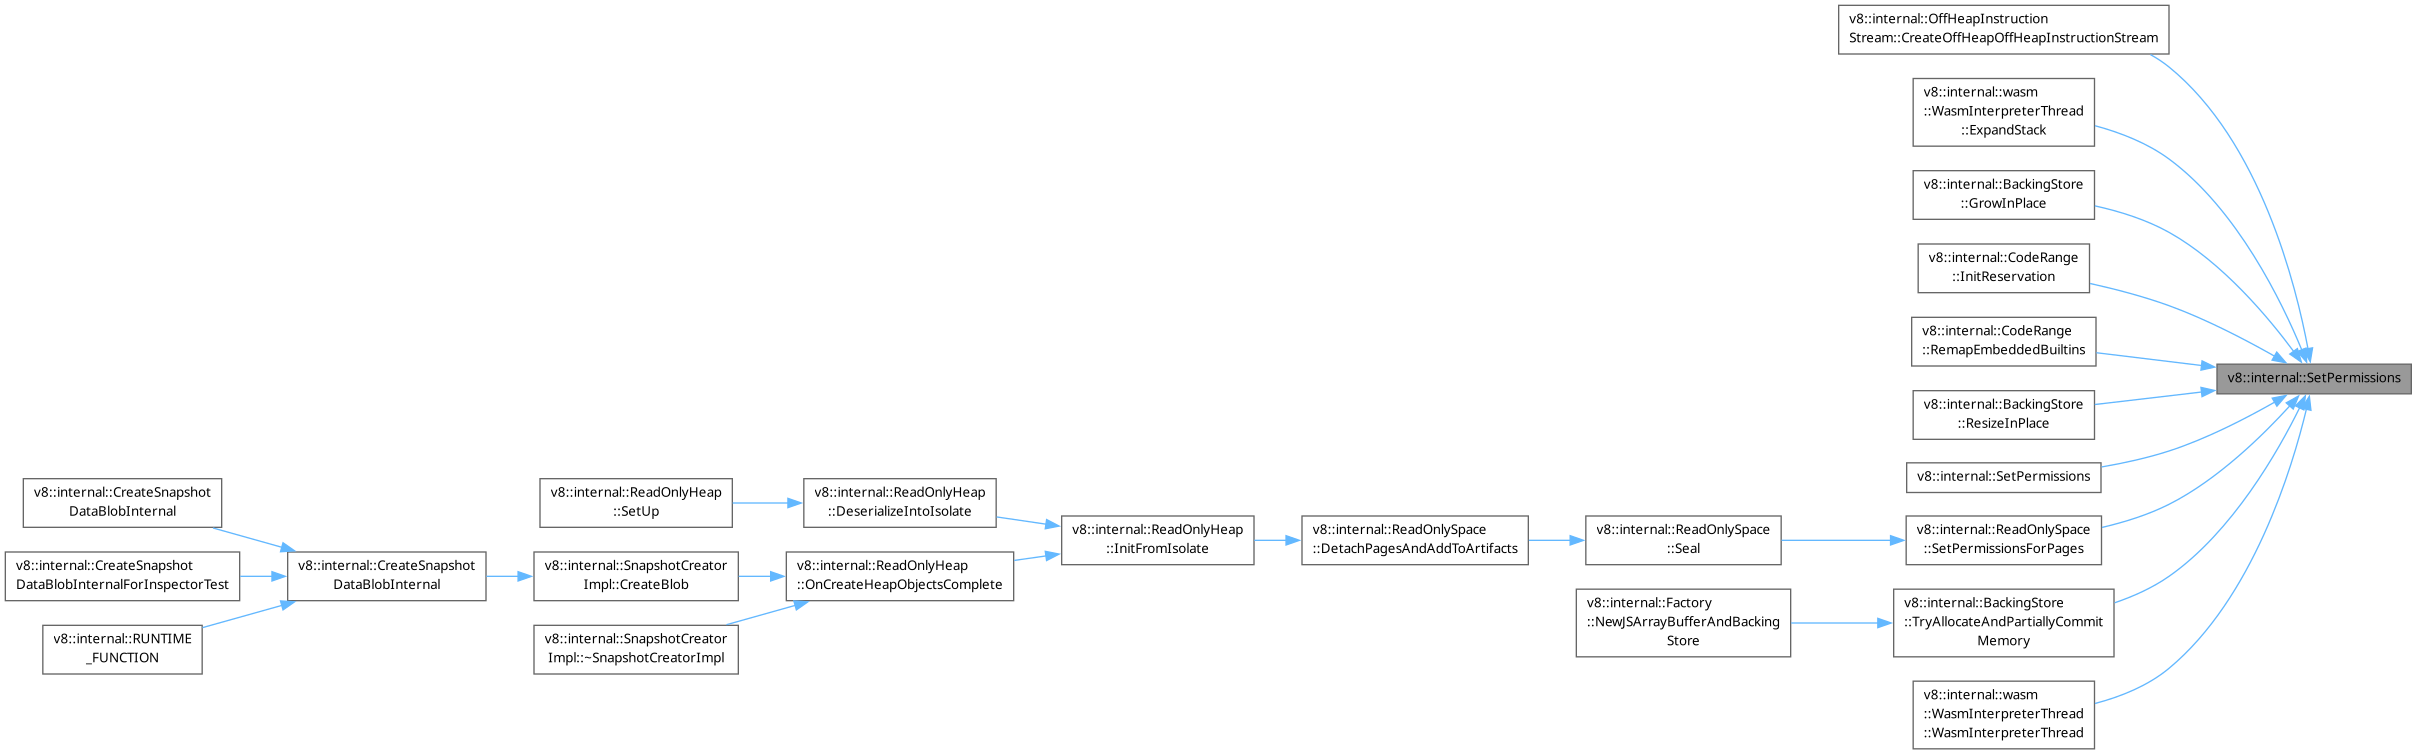 v8::internal::OffHeapInstruction
Stream::CreateOffHeapOffHeapInstructionStream
v8::internal::wasm
::WasmInterpreterThread
::ExpandStack
v8::internal::BackingStore
::GrowInPlace
v8::internal::CodeRange
::InitReservation
v8::internal::CodeRange
::RemapEmbeddedBuiltins
v8::internal::SetPermissions
v8::internal::BackingStore
::ResizeInPlace
v8::internal::SetPermissions
v8::internal::CreateSnapshot
DataBlobInternal
v8::internal::ReadOnlyHeap
::SetUp
v8::internal::ReadOnlyHeap
::DeserializeIntoIsolate
v8::internal::ReadOnlyHeap
::InitFromIsolate
v8::internal::ReadOnlySpace
::DetachPagesAndAddToArtifacts
v8::internal::ReadOnlySpace
::Seal
v8::internal::ReadOnlySpace
::SetPermissionsForPages
v8::internal::CreateSnapshot
DataBlobInternalForInspectorTest
v8::internal::CreateSnapshot
DataBlobInternal
v8::internal::SnapshotCreator
Impl::CreateBlob
v8::internal::ReadOnlyHeap
::OnCreateHeapObjectsComplete
v8::internal::Factory
::NewJSArrayBufferAndBacking
Store
v8::internal::BackingStore
::TryAllocateAndPartiallyCommit
Memory
v8::internal::RUNTIME
_FUNCTION
v8::internal::SnapshotCreator
Impl::~SnapshotCreatorImpl
v8::internal::wasm
::WasmInterpreterThread
::WasmInterpreterThread